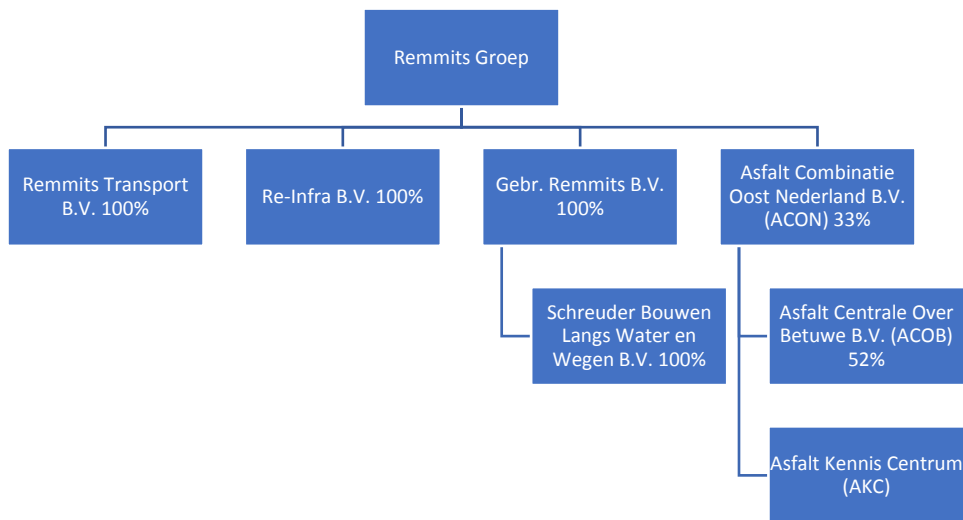 Remmits Groep
Remmits Transport
B.V. 100%
Re-Infra B.V. 100%
Gebr. Remmits B.V.
100%
Asfalt Combinatie
Oost Nederland B.V.
(ACON) 33%
Schreuder Bouwen
Langs Water en
Wegen B.V. 100%
Asfalt Centrale Over
Betuwe B.V. (ACOB)
52%
Asfalt Kennis Centrum
(AKC)